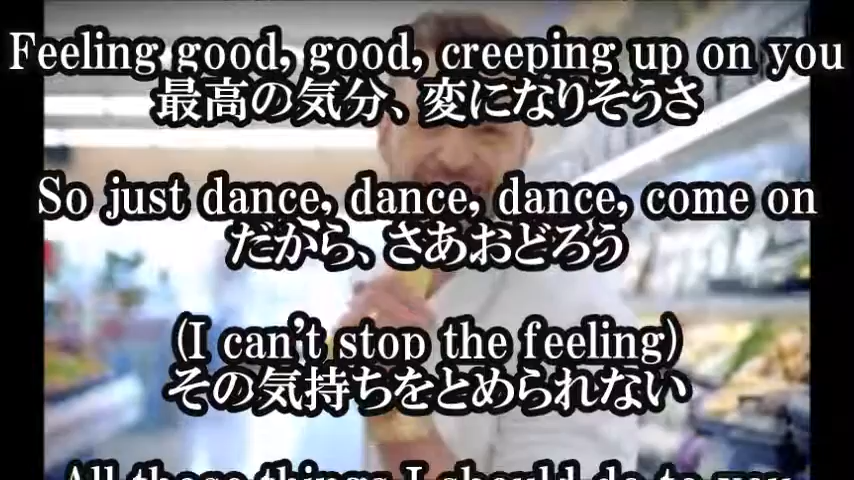 Feeling good, good, creeping up on you
最高の気分、変になりそうさ
So just dance, dance, dance, come on
だから、さあおどろう
(I can't stop the feeling)
その気持ちをとめられない
All those things I should do to you